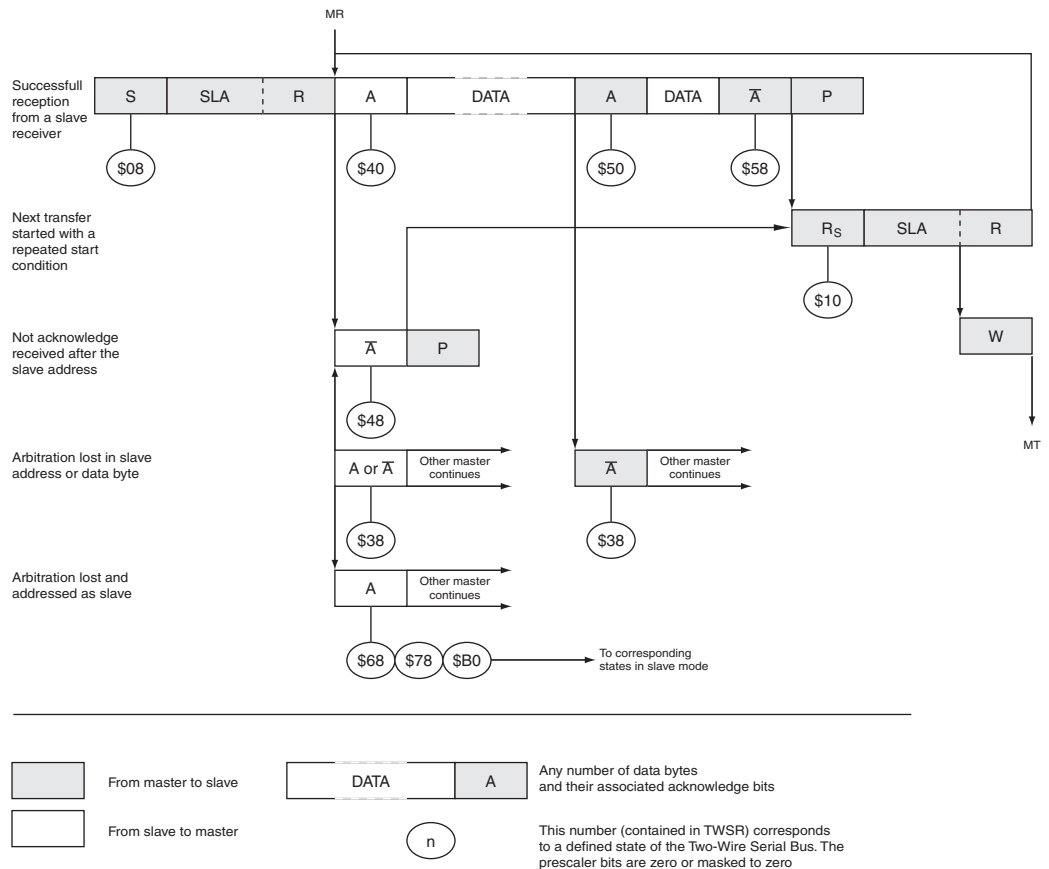 MR
Successfull
reception
from a slave
receiver
S SLA R A DATA A DATA A̅ P
$08 $40 $50 $58
Next transfer
started with a
repeated start
condition
RS SLA R
$10
Not acknowledge
received after the
slave address
A̅ P
W
$48
MT
Arbitration lost in slave
address or data byte
A or A̅ Other master
continues
A̅ Other master
continues
$38 $38
Arbitration lost and
addressed as slave
A Other master
continues
$68 $78 $B0 To corresponding
states in slave mode
From master to slave
DATA A
Any number of data bytes
and their associated acknowledge bits
From slave to master
n
This number (contained in TWSR) corresponds
to a defined state of the Two-Wire Serial Bus. The
prescaler bits are zero or masked to zero